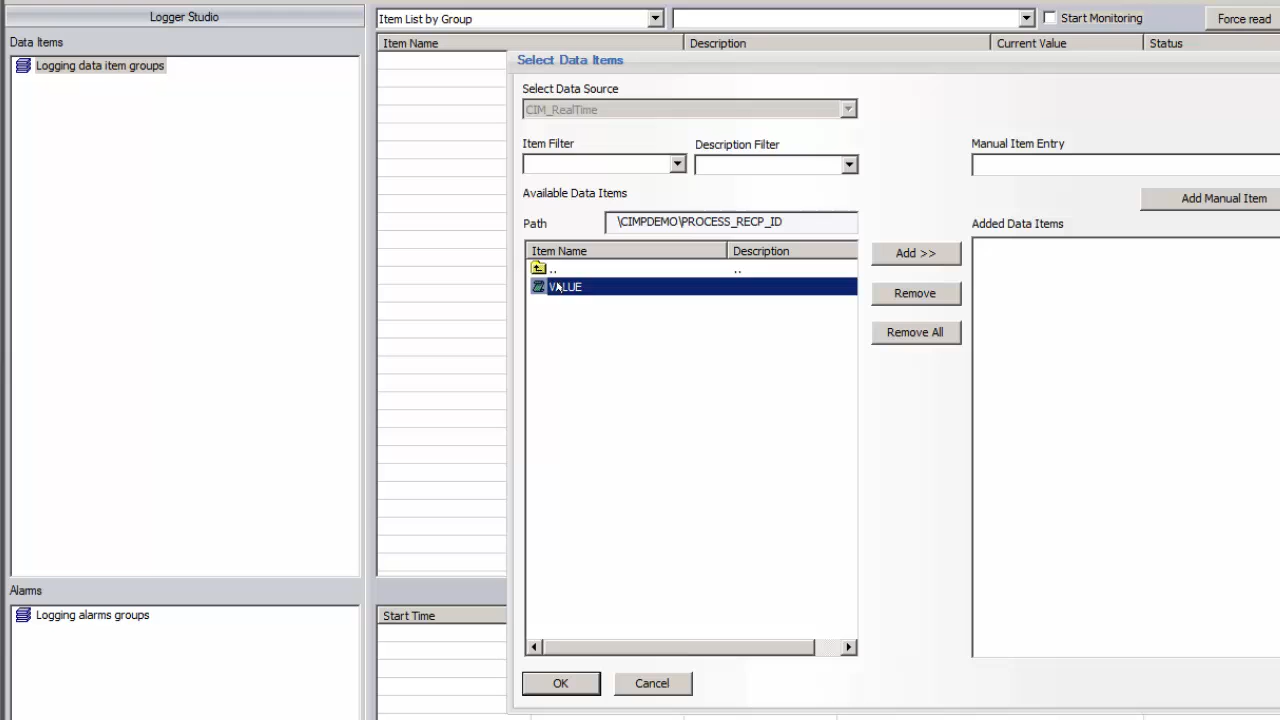 Logger Studio
Item List by Group
Start Monitoring
Force read
Data Items
Item Name
Description
Current Value
Status
Logging data item groups
Select Data Items
Select Data Source
CIM_RealTime
Item Filter
Description Filter
Manual Item Entry
Available Data Items
Add Manual Item
Path
\CIMPDEMO\PROCESS_RECP_ID
Added Data Items
Item Name
Description
Add >>
..
..
VALUE
Remove
Remove All
Alarms
Logging alarms groups
Start Time
OK
Cancel